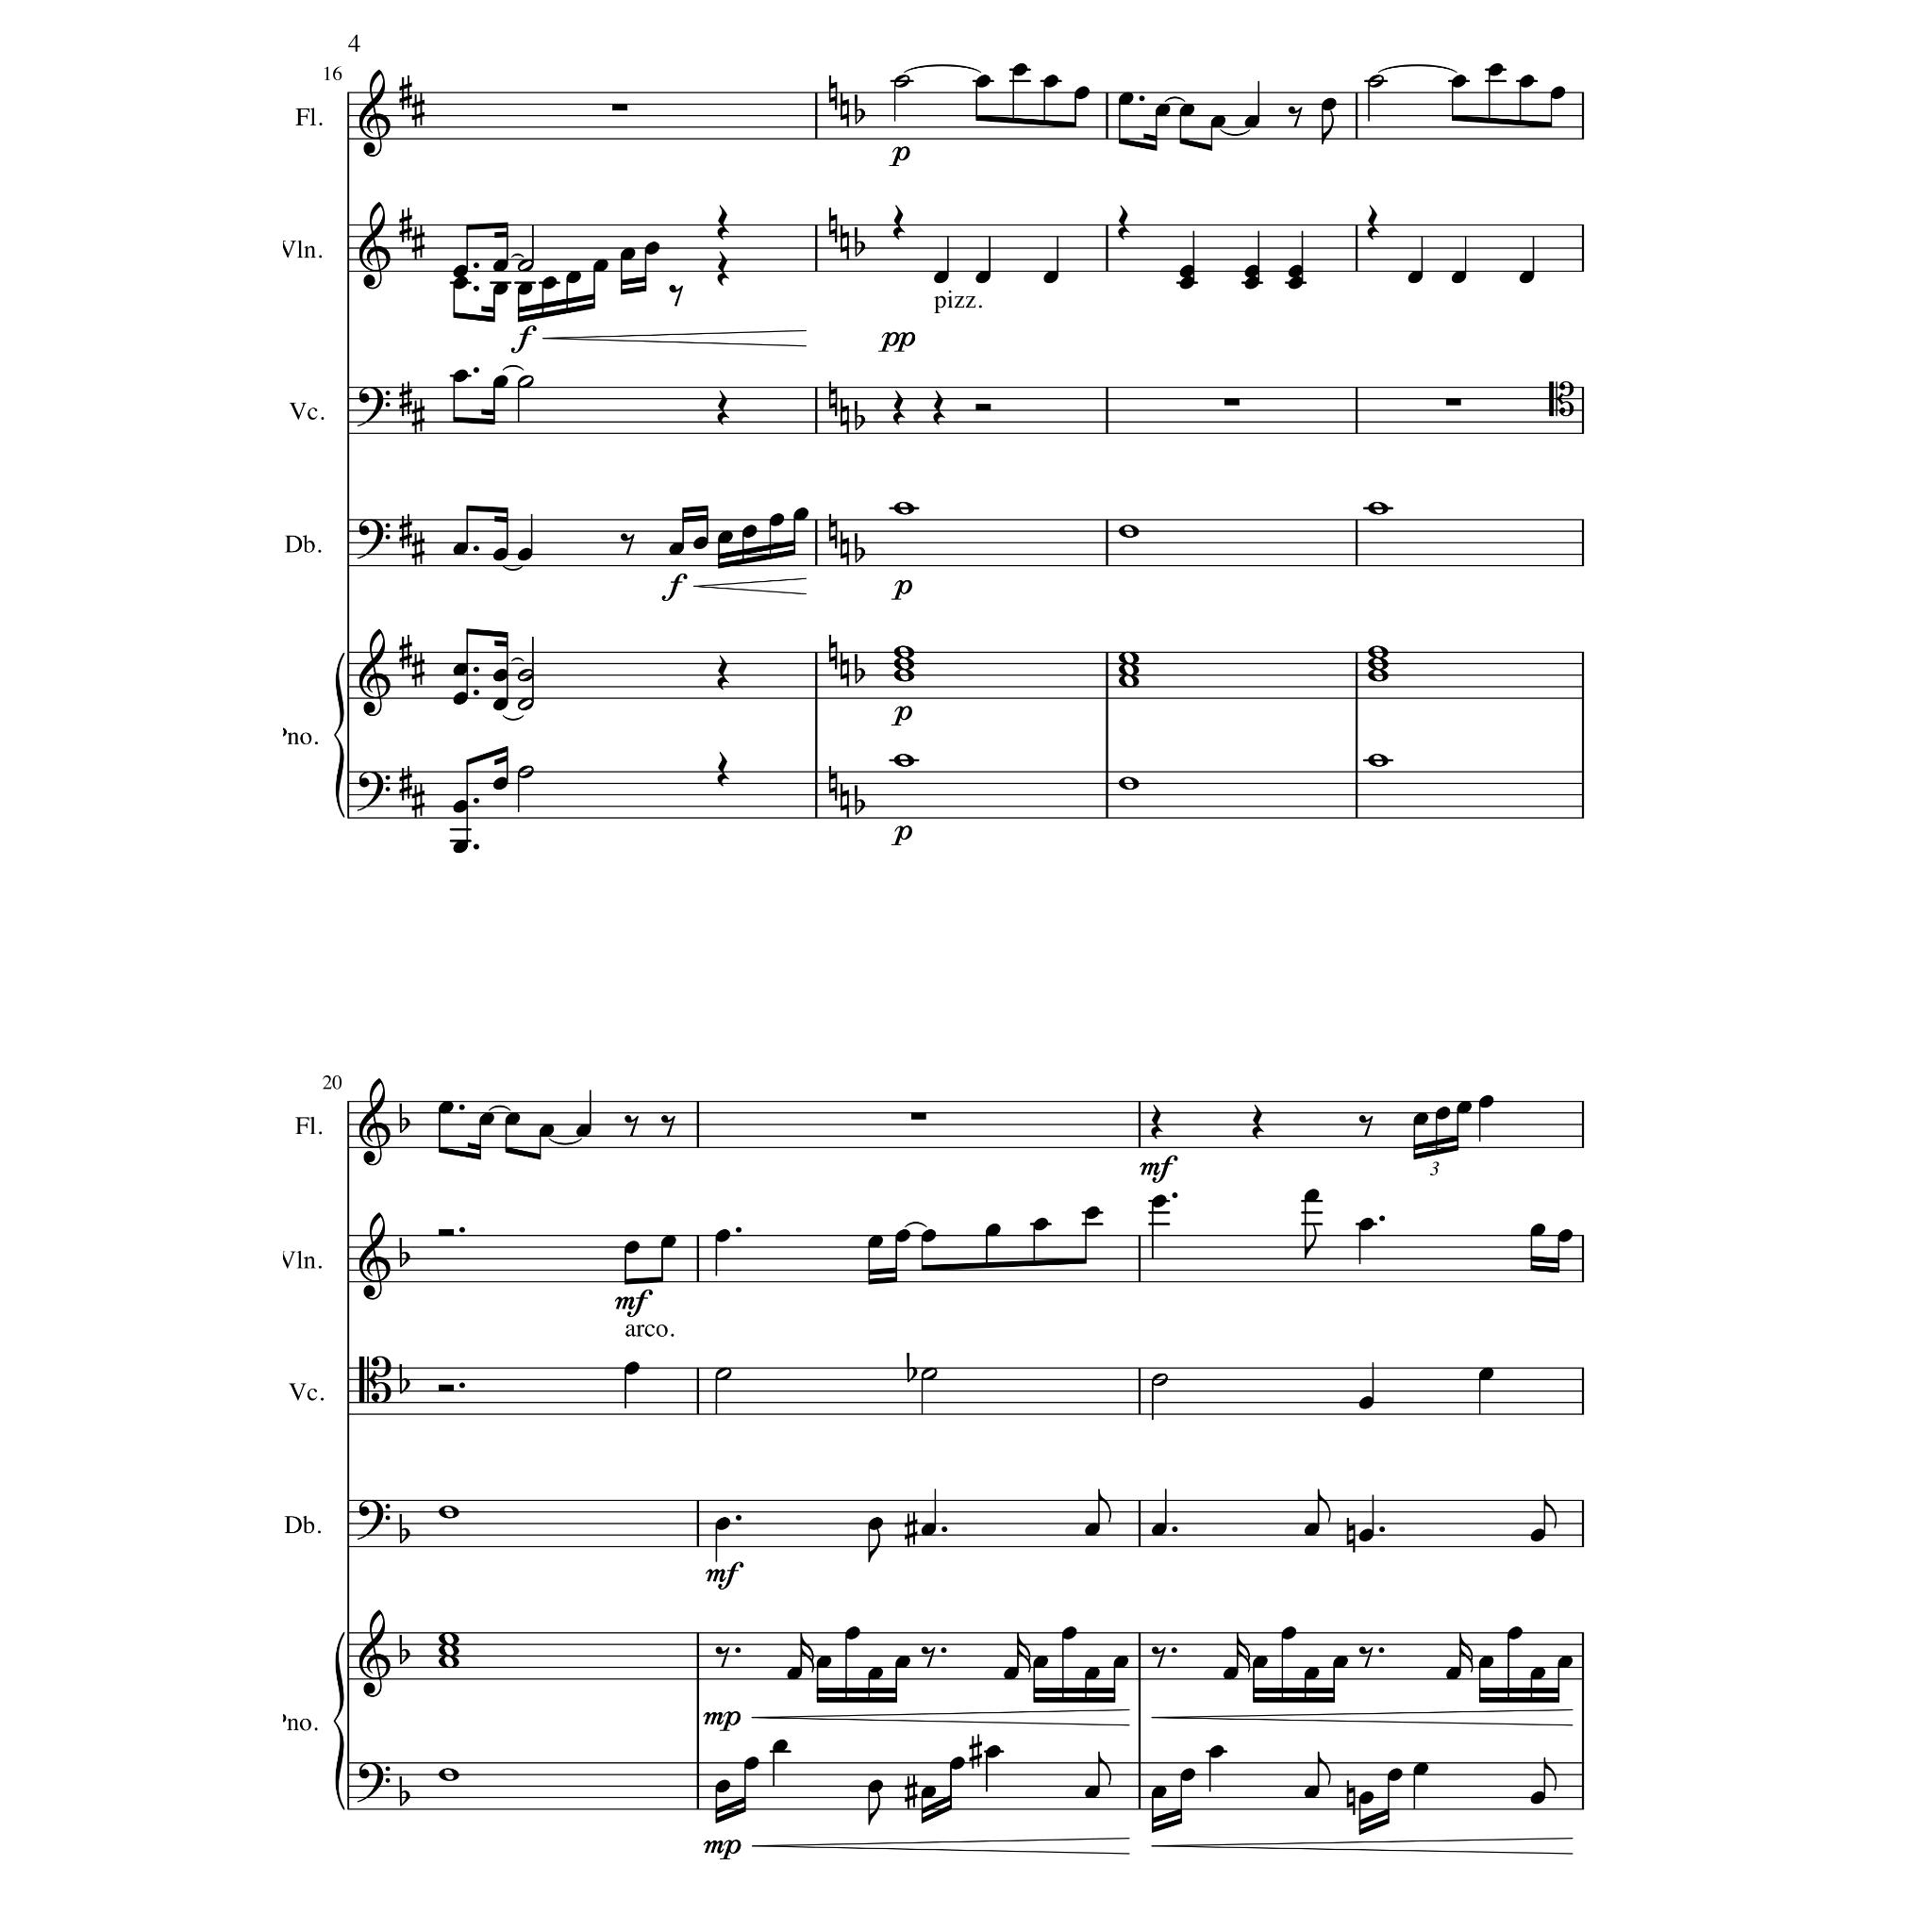 4
16
Fl.
p
Vln.
pizz.
f
pp
Vc.
Db.
f
p
p
Pno.
p
20
Fl.
mf
3
Vln.
mf
arco.
Vc.
Db.
mf
mp
Pno.
mp